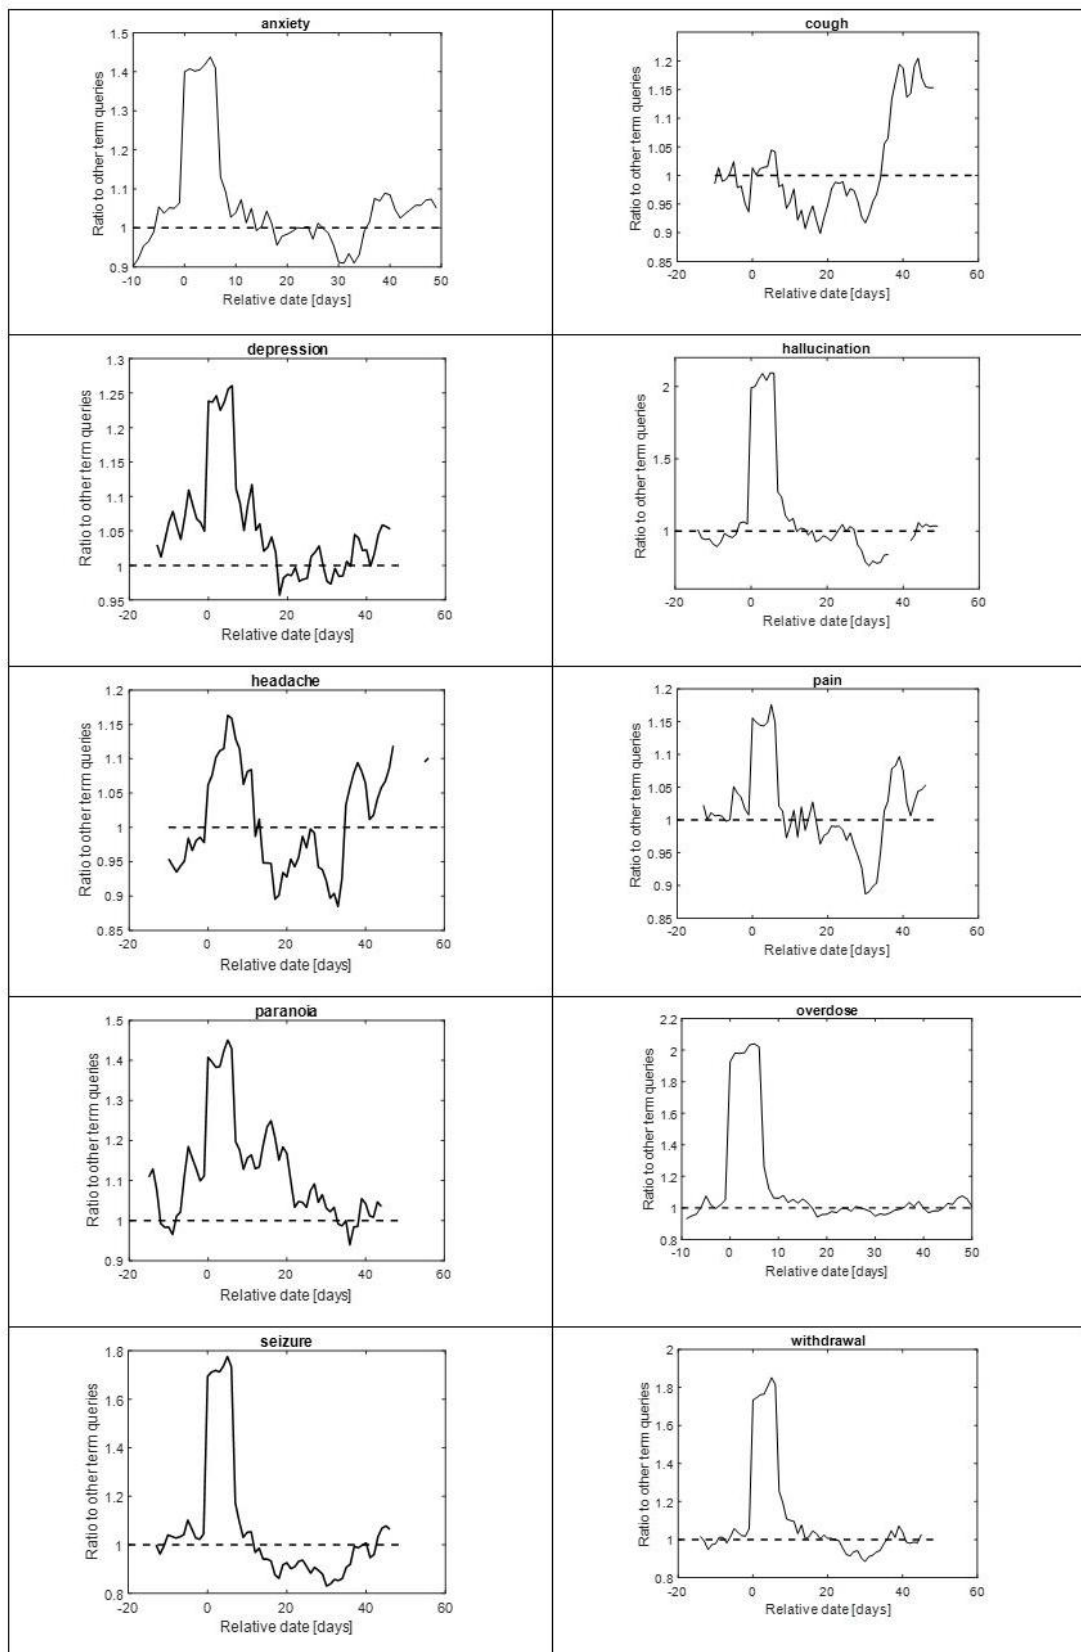 anxiety
1.5
1.4
1.3
1.2
1.1
1
0.9
Ratio to other term queries
-10 0 10 20 30 40 50
Relative date [days]
cough
1.2
1.15
1.1
1.05
1
0.95
0.9
0.85
Ratio to other term queries
-20 0 20 40 60
Relative date [days]
depression
1.3
1.25
1.2
1.15
1.1
1.05
1
0.95
Ratio to other term queries
-20 0 20 40 60
Relative date [days]
hallucination
2
1.5
1
Ratio to other term queries
-20 0 20 40 60
Relative date [days]
headache
1.2
1.15
1.1
1.05
1
0.95
0.9
0.85
Ratio to other term queries
-20 0 20 40 60
Relative date [days]
pain
1.2
1.15
1.1
1.05
1
0.95
0.9
0.85
Ratio to other term queries
-20 0 20 40 60
Relative date [days]
paranoia
1.5
1.4
1.3
1.2
1.1
1
0.9
Ratio to other term queries
-20 0 20 40 60
Relative date [days]
overdose
2.2
2
1.8
1.6
1.4
1.2
1
0.8
Ratio to other term queries
-10 0 10 20 30 40 50
Relative date [days]
seizure
1.8
1.6
1.4
1.2
1
0.8
Ratio to other term queries
-20 0 20 40 60
Relative date [days]
withdrawal
2
1.8
1.6
1.4
1.2
1
0.8
Ratio to other term queries
-20 0 20 40 60
Relative date [days]